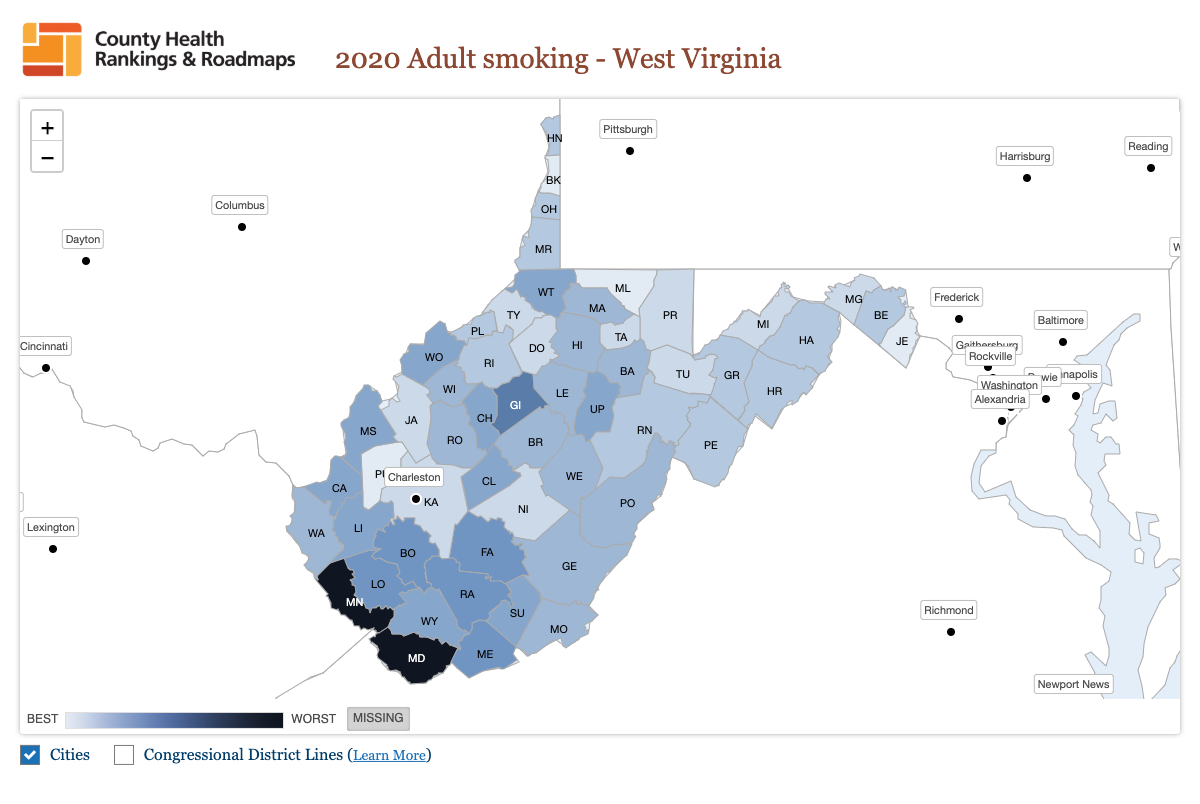 County Health
Rankings & Roadmaps
2020 Adult smoking - West Virginia
+
−
Pittsburgh
Harrisburg
Reading
Columbus
Dayton
Cincinnati
Lexington
Frederick
Baltimore
Gaithersburg
Rockville
Washington
Alexandria
Charleston
Richmond
Newport News
HN
BK
OH
MR
WT
ML
MA
PR
TY
PL
DO
HI
TA
MG
BE
JE
MI
HA
WO
RI
BA
TU
GR
HR
WI
GI
LE
UP
CH
JA
MS
RO
BR
RN
PE
CA
KA
CL
WE
NI
PO
WA
LI
BO
FA
GE
LO
MN
RA
WY
SU
MO
MD
ME
BEST
WORST
MISSING
Cities
Congressional District Lines (Learn More)